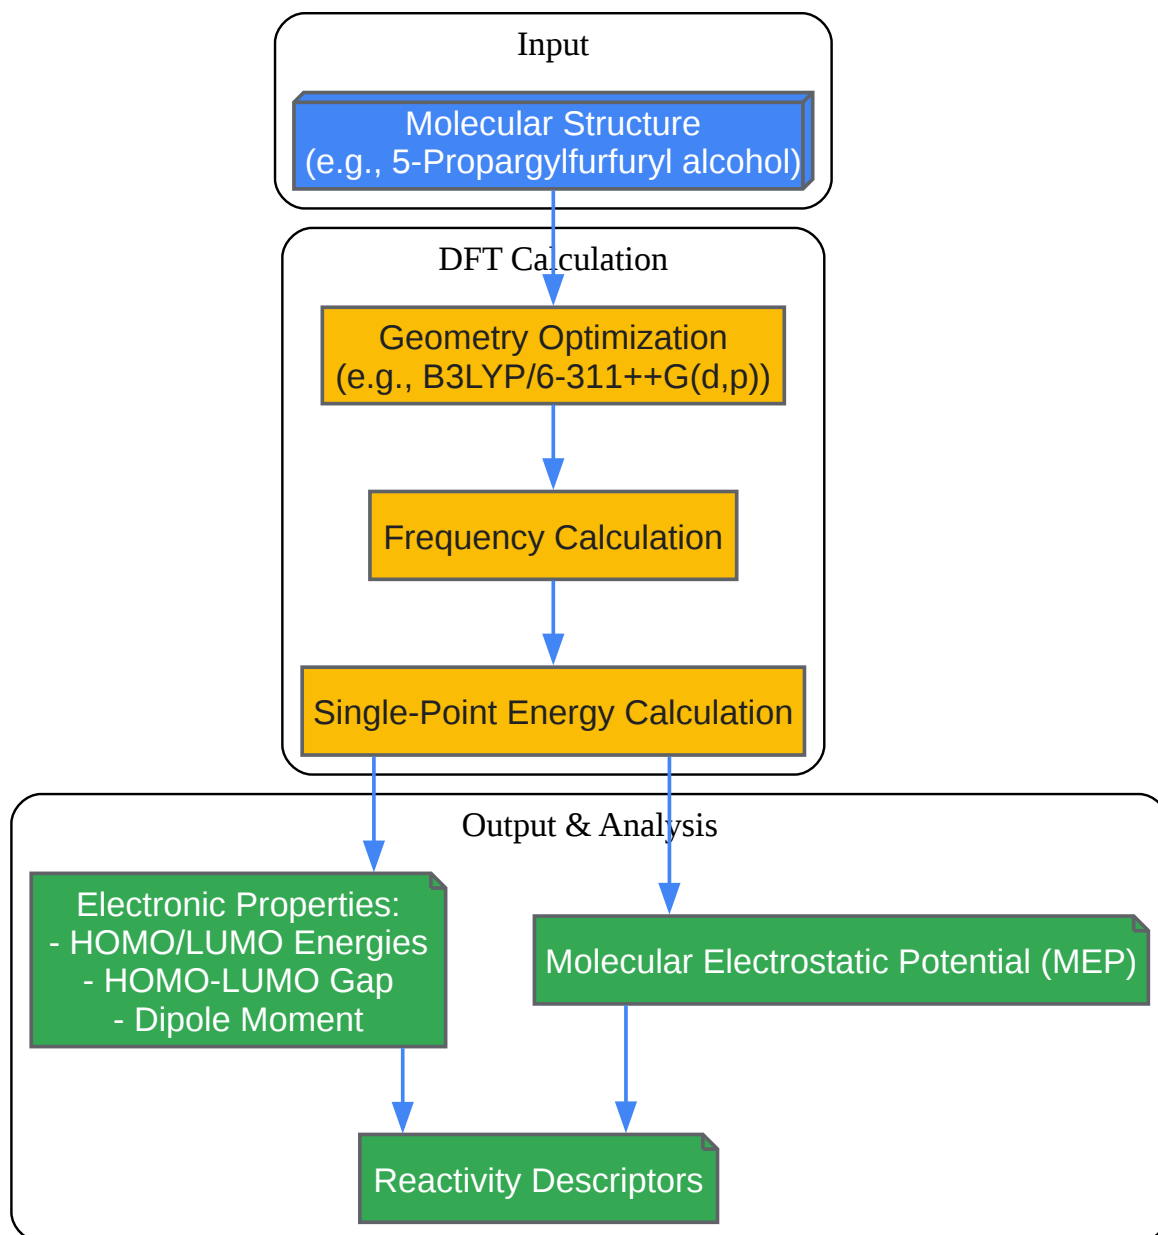 Input
Molecular Structure
(e.g., 5-Propargylfurfuryl alcohol)
DFT Calculation
Geometry Optimization
(e.g., B3LYP/6-311++G(d,p))
Frequency Calculation
Single-Point Energy Calculation
Output & Analysis
Electronic Properties:
- HOMO/LUMO Energies
- HOMO-LUMO Gap
- Dipole Moment
Molecular Electrostatic Potential (MEP)
Reactivity Descriptors